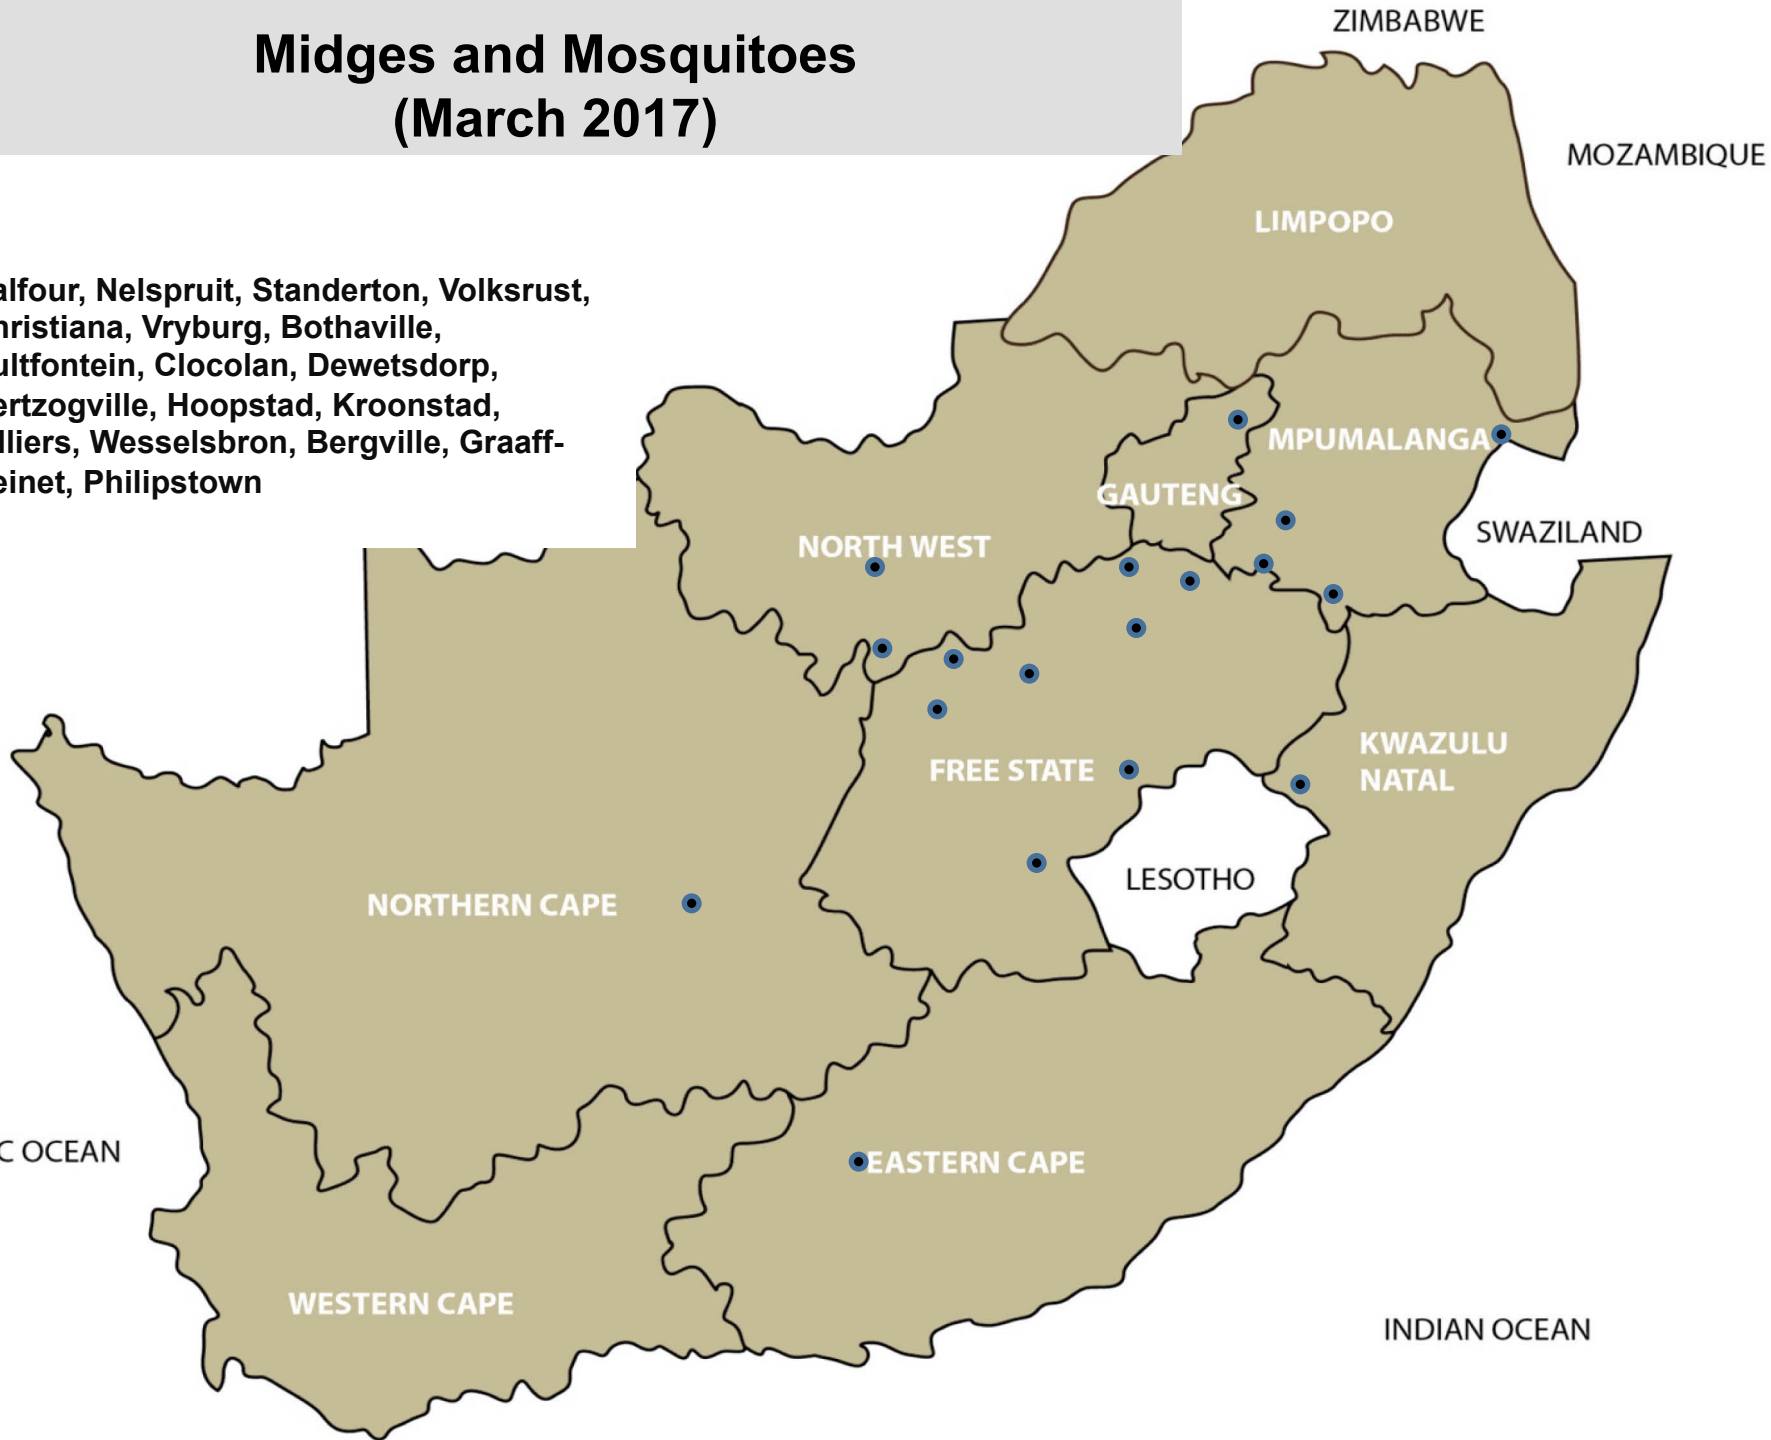 Midges and Mosquitoes
(March 2017)
alfour, Nelspruit, Standerton, Volksrust,
hristiana, Vryburg, Bothaville,
ultfontein, Clocolan, Dewetsdorp,
ertzogville, Hoopstad, Kroonstad,
lliers, Wesselsbron, Bergville, Graaff-
einet, Philipstown
ZIMBABWE
MOZAMBIQUE
LIMPOPO
MPUMALANGA
GAUTENG
SWAZILAND
NORTH WEST
KWAZULU
NATAL
FREE STATE
LESOTHO
NORTHERN CAPE
C OCEAN
EASTERN CAPE
WESTERN CAPE
INDIAN OCEAN